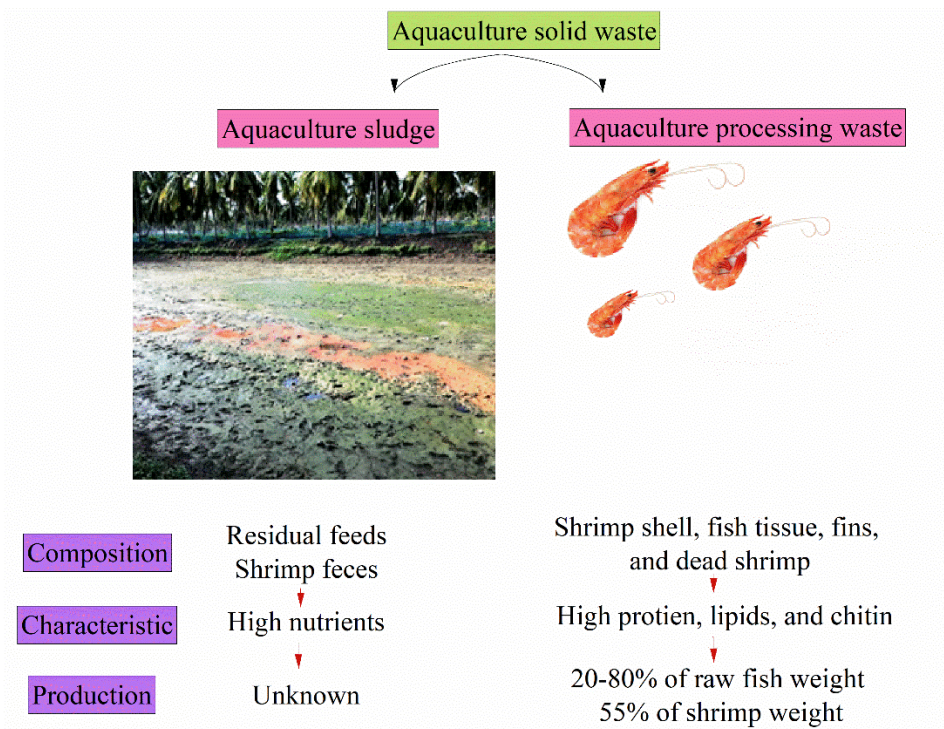 Aquaculture solid waste
Aquaculture sludge
Aquaculture processing waste
Composition
Residual feeds
Shrimp feces
Shrimp shell, fish tissue, fins,
and dead shrimp
Characteristic
High nutrients
High protien, lipids, and chitin
Production
Unknown
20-80% of raw fish weight
55% of shrimp weight